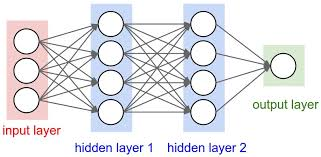 input layer
hidden layer 1
hidden layer 2
output layer